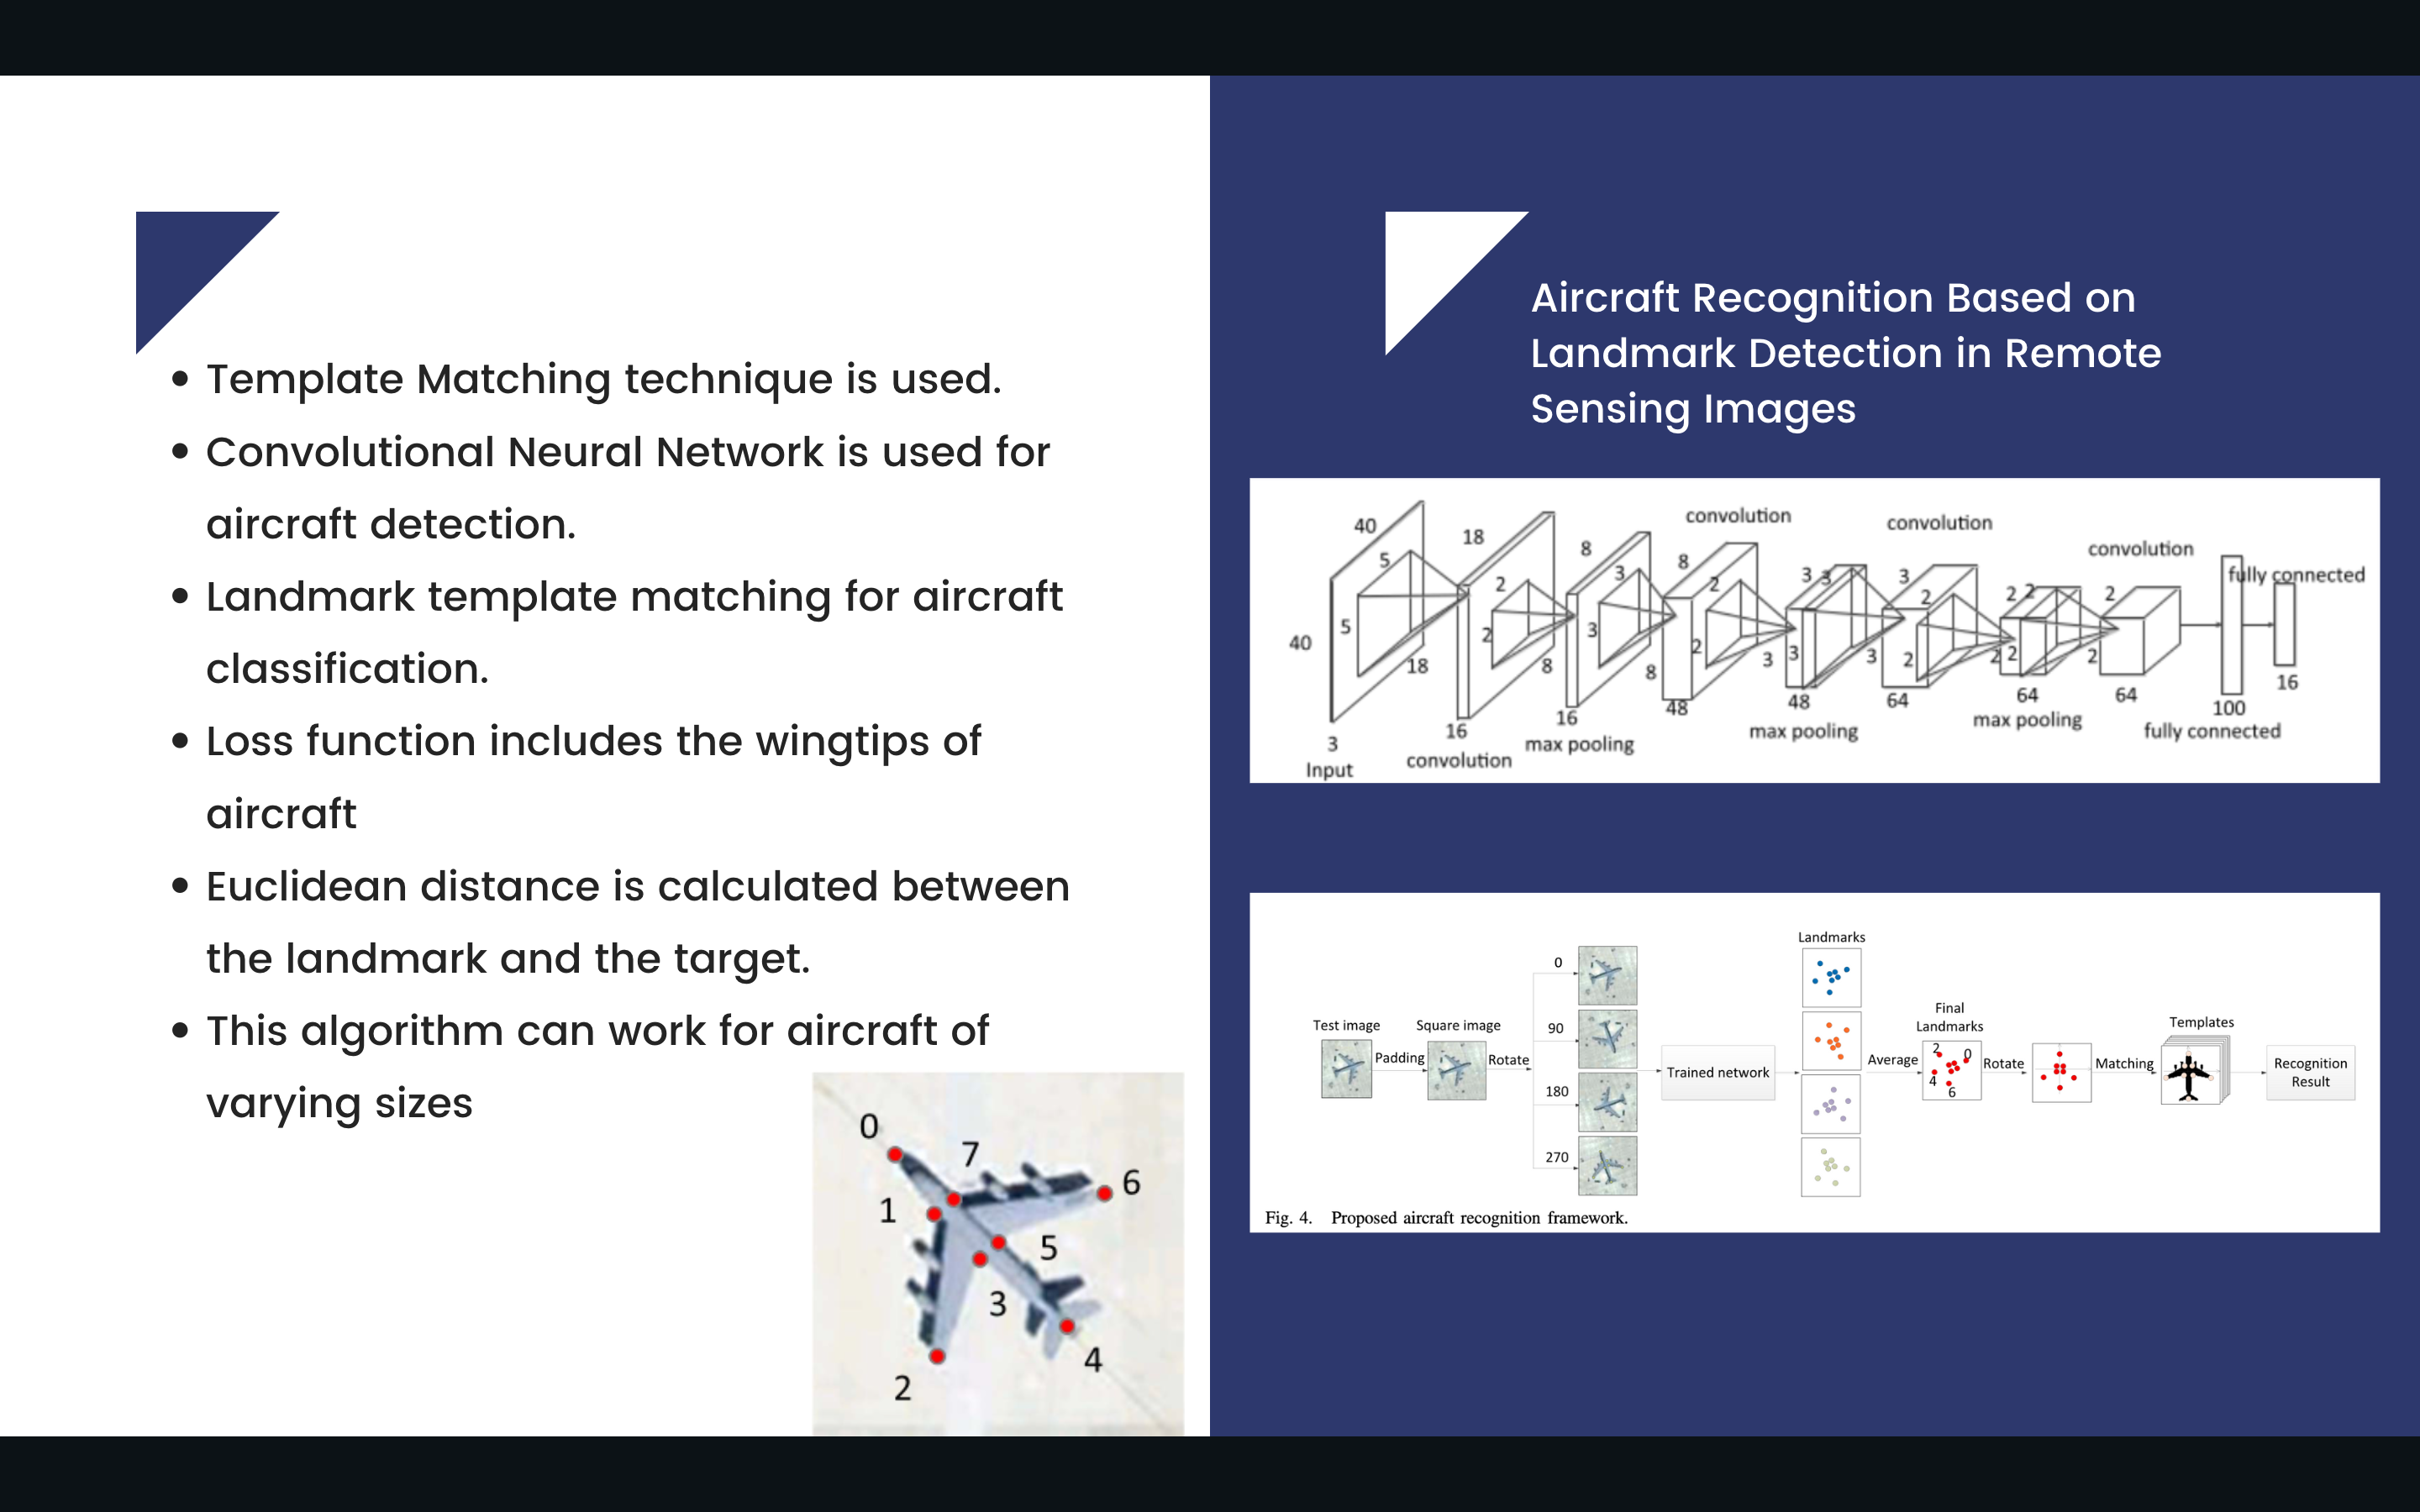 • Template Matching technique is used.
• Convolutional Neural Network is used for
aircraft detection.
• Landmark template matching for aircraft
classification.
• Loss function includes the wingtips of
aircraft
• Euclidean distance is calculated between
the landmark and the target.
• This algorithm can work for aircraft of
varying sizes
0
7
6
1
5
3
4
2
Aircraft Recognition Based on
Landmark Detection in Remote
Sensing Images
convolution
convolution
convolution
40
18
8
8
3 3
3
2 2
2
fully connected
5
2
3
2
2
40
5
2
3
2
3
3
3
2
2 2
2
18
8
8
16
3
16
16
48
48
64
64
64
100
Input
convolution
max pooling
max pooling
max pooling
fully connected
Landmarks
0
Final
Landmarks
Test image
Square image
90
Templates
Padding
Rotate
Trained network
Average
2
0
4
6
Rotate
Matching
Recognition
Result
180
270
Fig. 4. Proposed aircraft recognition framework.